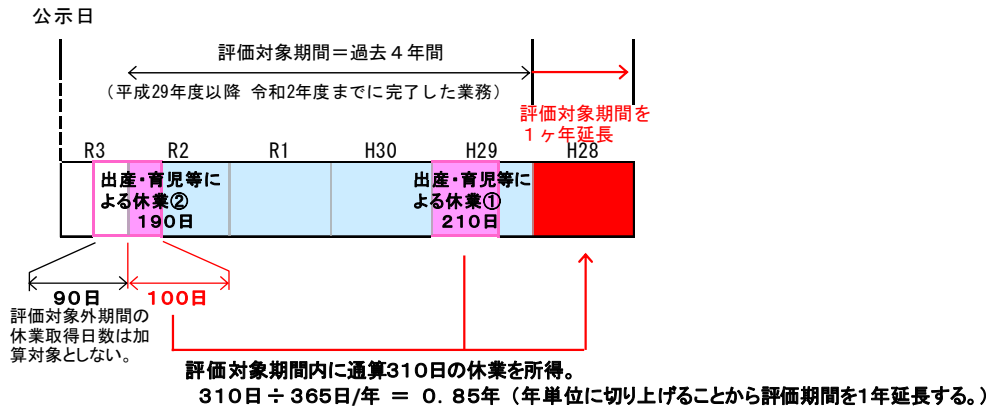 公示日
評価対象期間＝過去４年間
（平成29年度以降 令和2年度までに完了した業務）
評価対象期間を
１ヶ年延長
R3
R2
R1
H30
H29
H28
出産・育児等に
よる休業②
190日
出産・育児等に
よる休業①
210日
90日
100日
評価対象外期間の
休業取得日数は加
算対象としない。
評価対象期間内に通算310日の休業を所得。
310日÷365日/年 ＝ 0．85年（年単位に切り上げることから評価期間を1年延長する。）